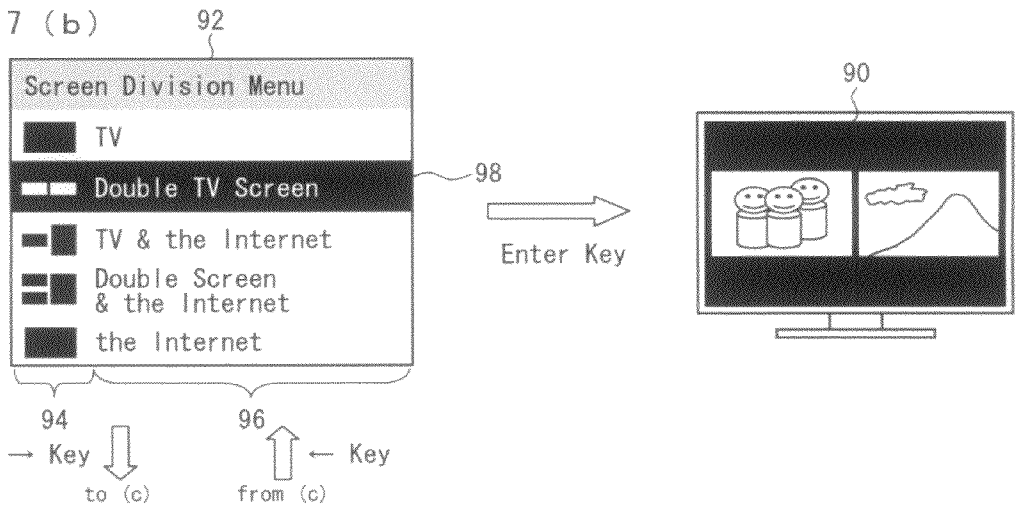 7 (b)
92
Screen Division Menu
TV
Double TV Screen
98
TV & the Internet
Double Screen
& the Internet
the Internet
94
96
→ Key
← Key
to (c)
from (c)
Enter Key
90